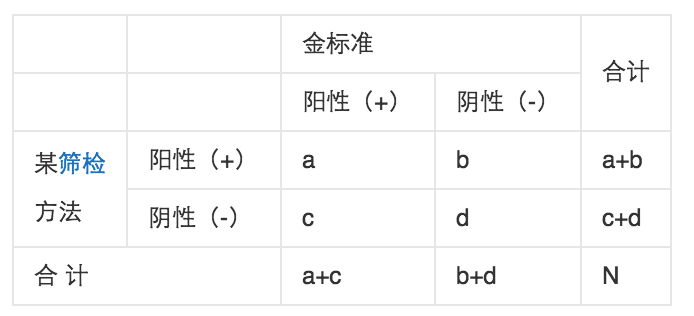 金标准
合计
阳性（+）
阴性（-）
某筛检
方法
阳性（+）
a
b
a+b
阴性（-）
c
d
c+d
合 计
a+c
b+d
N